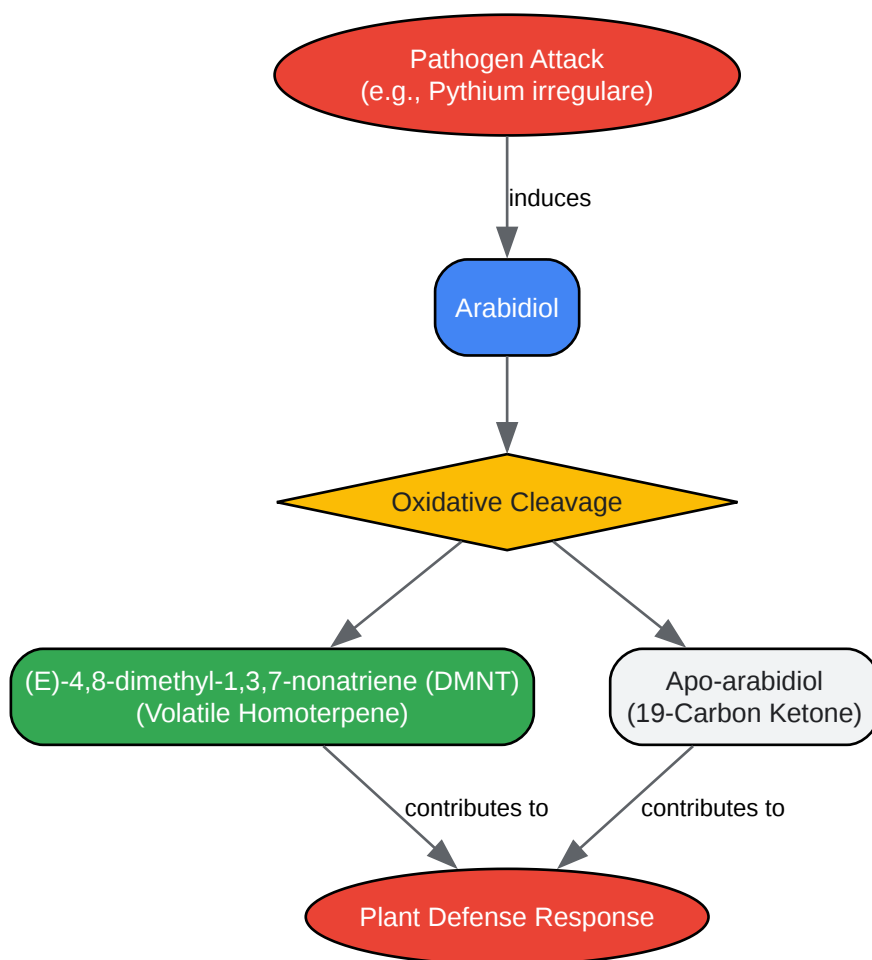 Pathogen Attack
(e.g., Pythium irregulare)
induces
Arabidiol
Oxidative Cleavage
(E)-4,8-dimethyl-1,3,7-nonatriene (DMNT)
(Volatile Homoterpene)
Apo-arabidiol
(19-Carbon Ketone)
contributes to
contributes to
Plant Defense Response